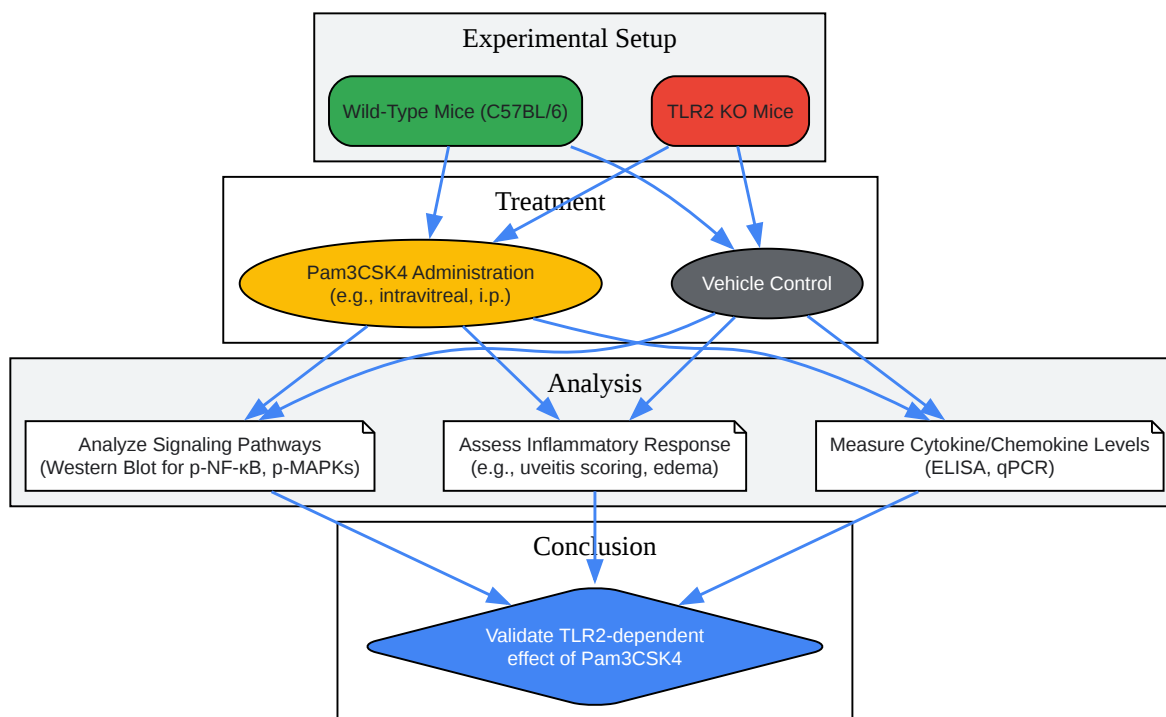 Experimental Setup
Wild-Type Mice (C57BL/6)
TLR2 KO Mice
Treatment
Pam3CSK4 Administration
(e.g., intravitreal, i.p.)
Vehicle Control
Analysis
Analyze Signaling Pathways
(Western Blot for p-NF-κB, p-MAPKs)
Assess Inflammatory Response
(e.g., uveitis scoring, edema)
Measure Cytokine/Chemokine Levels
(ELISA, qPCR)
Conclusion
Validate TLR2-dependent
effect of Pam3CSK4